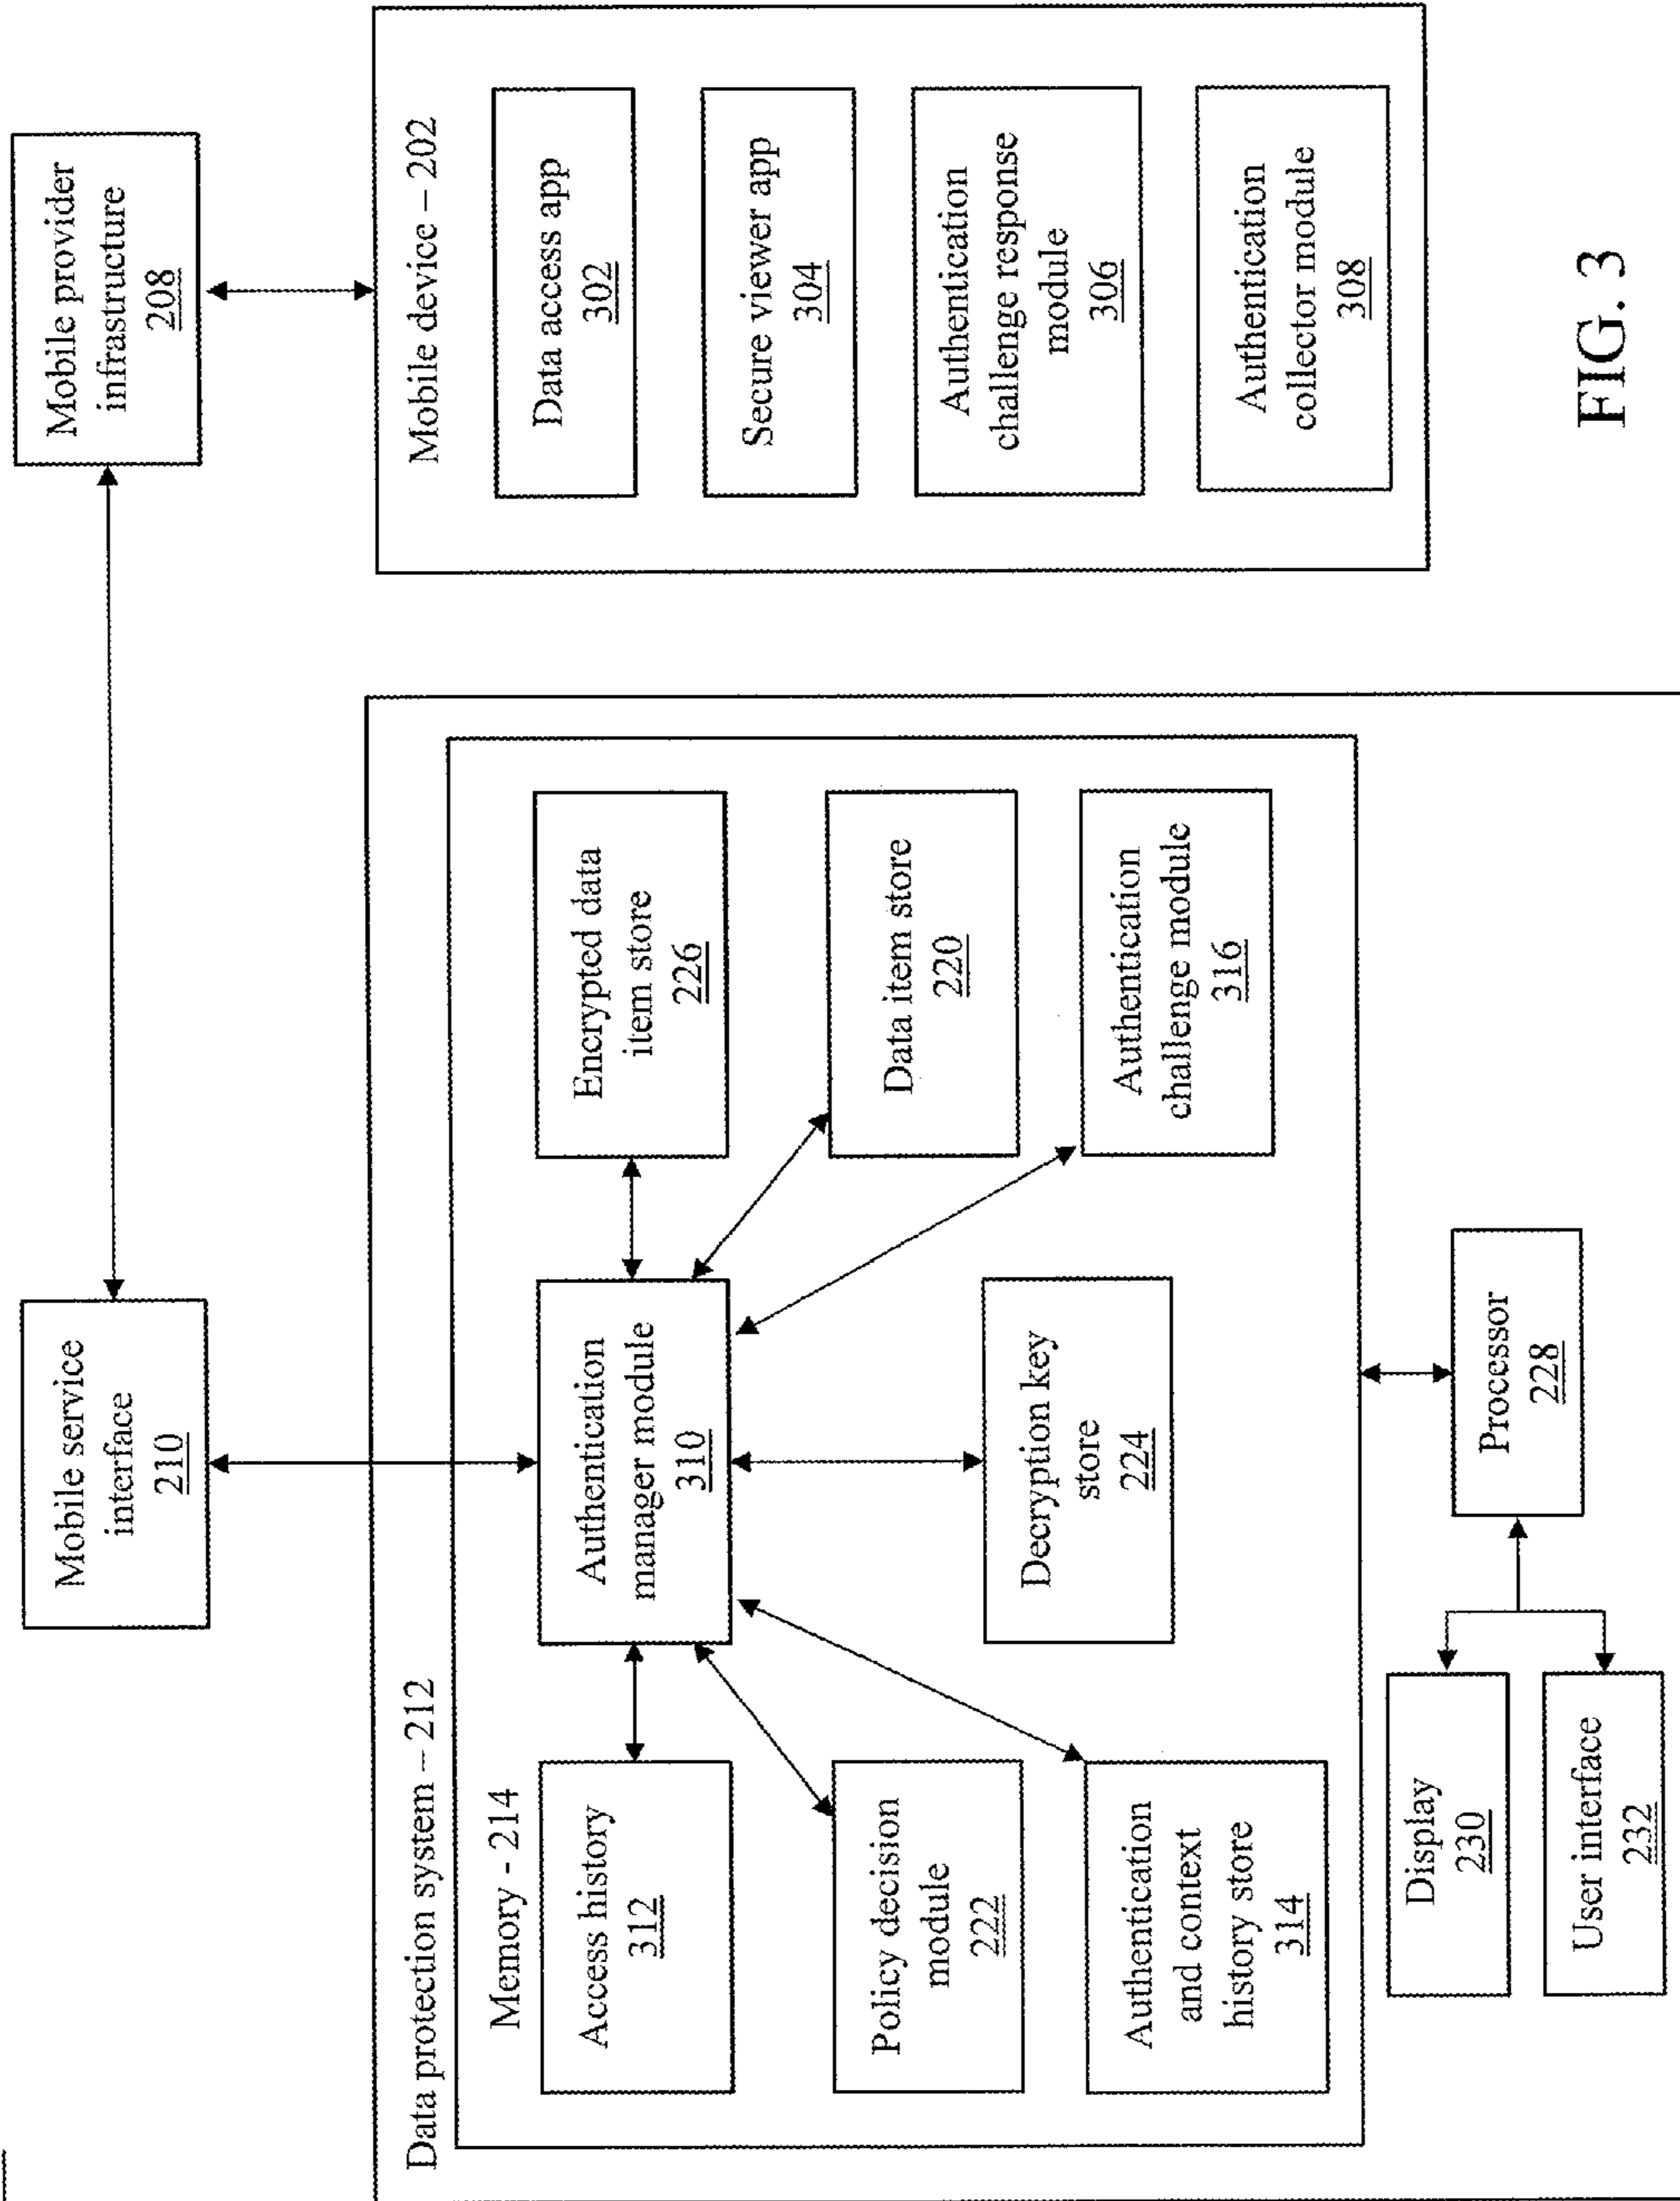 Mobile service
interface
210
Mobile provider
infrastructure
208
Data protection system – 212
Memory - 214
Access history
312
Authentication
manager module
310
Encrypted data
item store
226
Policy decision
module
222
Data item store
220
Authentication
and context
history store
314
Decryption key
store
224
Authentication
challenge module
316
Display
230
User interface
232
Processor
228
Mobile device – 202
Data access app
302
Secure viewer app
304
Authentication
challenge response
module
306
Authentication
collector module
308
FIG. 3